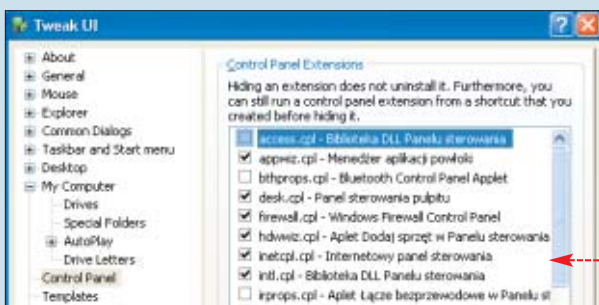 Tweak UI
About
General
Mouse
Explorer
Common Dialogs
Taskbar and Start menu
Desktop
My Computer
Drives
Special Folders
AutoPlay
Drive Letters
Control Panel
Templates
Control Panel Extensions
Hiding an extension does not uninstall it. Furthermore, you
can still run a control panel extension from a shortcut that you
created before hiding it.
access.cpl - Biblioteka DLL Panelu sterowania
appwiz.cpl - Menedżer aplikacji powłoki
bthprops.cpl - Bluetooth Control Panel Applet
desk.cpl - Panel sterowania pulpitu
firewall.cpl - Windows Firewall Control Panel
hdwwiz.cpl - Aplet Dodaj sprzęt w Panelu sterowania
inetcpl.cpl - Internetowy panel sterowania
intl.cpl - Biblioteka DLL Panelu sterowania
irprops.cpl - Aplet Łącze bezprzewodowe w Panelu st